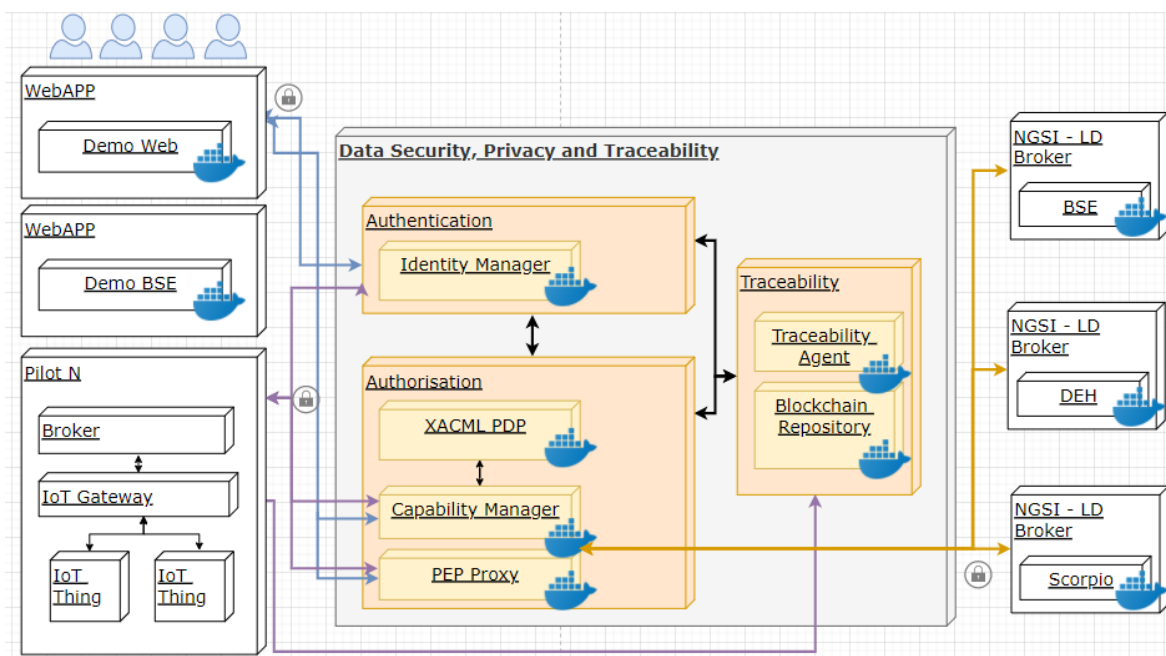 WebAPP
Demo Web
WebAPP
Demo BSE
Pilot N
Broker
IoT Gateway
IoT
Thing
IoT
Thing
Data Security, Privacy and Traceability
Authentication
Identity Manager
Authorisation
XACML PDP
Capability Manager
PEP Proxy
Traceability
Traceability
Agent
Blockchain
Repository
NGSI - LD
Broker
BSE
NGSI - LD
Broker
DEH
NGSI - LD
Broker
Scorpio